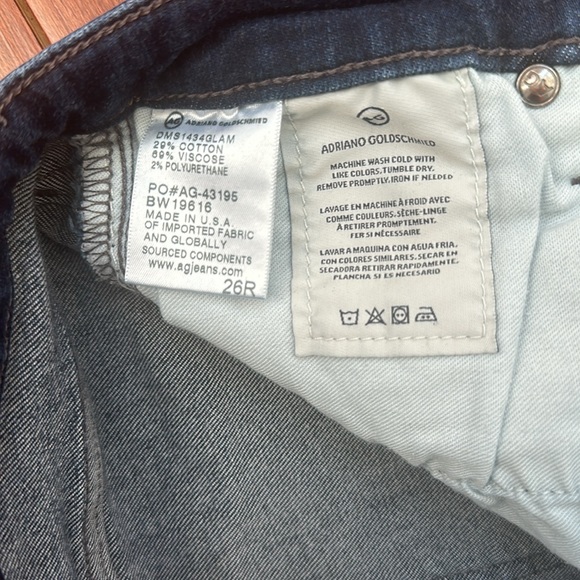 AG ADRIANO GOLDSCHMIED
DMS1434GLAM
29% COTTON
69% VISCOSE
2% POLYURETHANE
PO#AG-43195
BW19616
MADE IN U.S.A.
OF IMPORTED FABRIC
AND GLOBALLY
SOURCED COMPONENTS
www.agjeans.com
26R
AG
ADRIANO GOLDSCHMIED
MACHINE WASH COLD WITH
LIKE COLORS. TUMBLE DRY.
REMOVE PROMPTLY. IRON IF NEEDED
LAVAGE EN MACHINE À FROID AVEC
COMME COULEURS. SÈCHE-LINGE
À RETIRER PROMPTEMENT.
FER SI NÉCESSAIRE
LAVAR A MAQUINA CON AGUA FRIA,
CON COLORES SIMILARES. SECAR EN
SECADORA RETIRAR RAPIDAMENTE.
PLANCHA SI ES NECESARIO